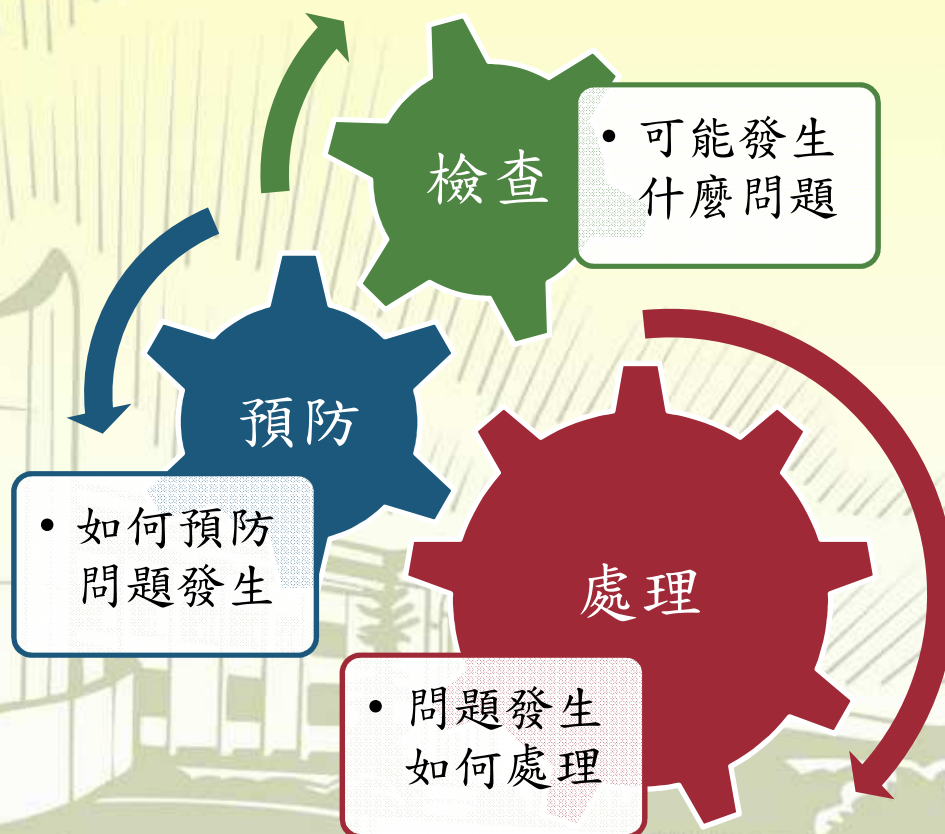 檢查
• 可能發生
什麼問題
預防
• 如何預防
問題發生
處理
• 問題發生
如何處理